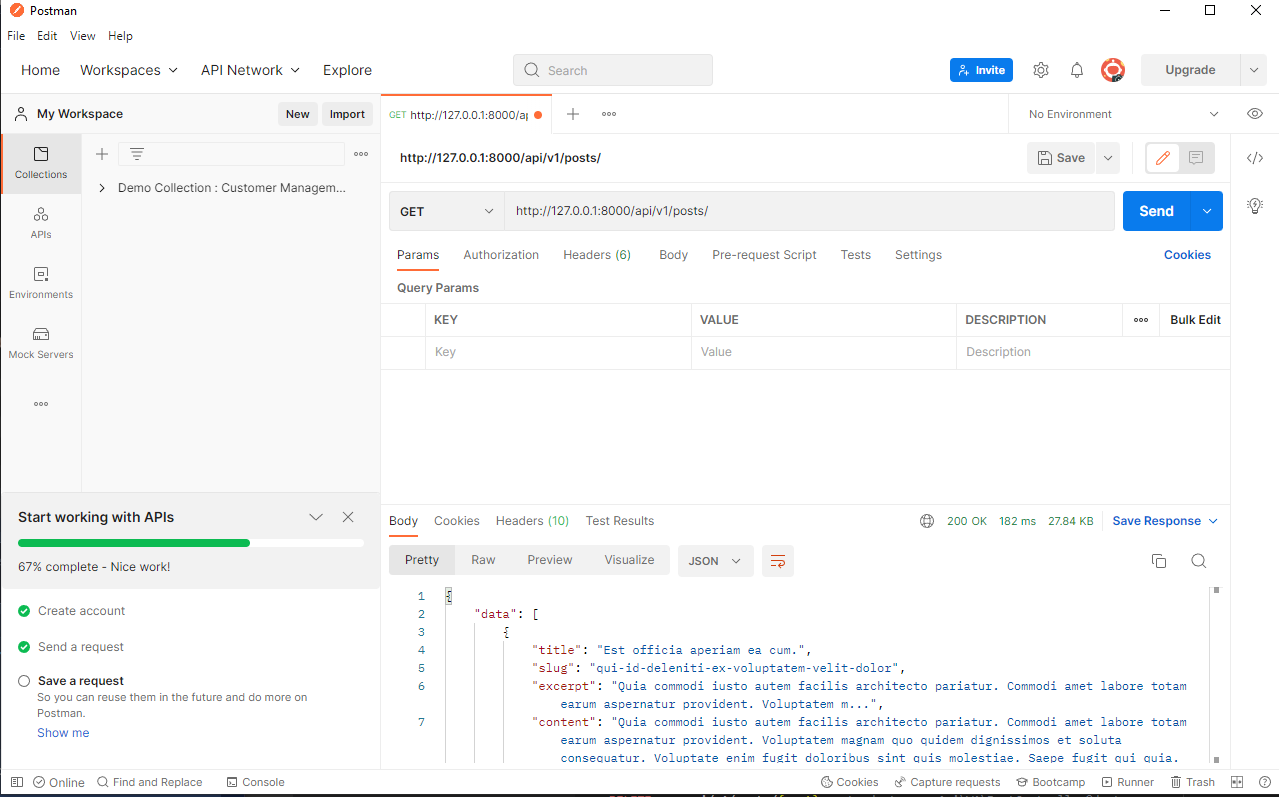 Postman
File Edit View Help
Home Workspaces API Network Explore Search Invite Upgrade
My Workspace New Import
GET http://127.0.0.1:8000/ap No Environment
Collections
http://127.0.0.1:8000/api/v1/posts/ Save
Demo Collection : Customer Managem...
APIs
Environments
Mock Servers
GET http://127.0.0.1:8000/api/v1/posts/ Send
Params Authorization Headers (6) Body Pre-request Script Tests Settings Cookies
Query Params
KEY VALUE DESCRIPTION Bulk Edit
Key Value Description
Start working with APIs
67% complete - Nice work!
Create account
Send a request
Save a request
So you can reuse them in the future and do more on
Postman.
Show me
Body Cookies Headers (10) Test Results 200 OK 182 ms 27.84 KB Save Response
Pretty Raw Preview Visualize JSON
1 {
2 "data": [
3 {
4 "title": "Est officia aperiam ea cum.",
5 "slug": "qui-id-deleniti-ex-voluptatem-velit-dolor",
6 "excerpt": "Quia commodi iusto autem facilis architecto pariatur. Commodi amet labore totam
earum aspernatur provident. Voluptatem m...",
7 "content": "Quia commodi iusto autem facilis architecto pariatur. Commodi amet labore totam
earum aspernatur provident. Voluptatem magnam quo quidem dignissimos et soluta
consequatur. Voluptate enim fugit doloribus sint quis molestiae. Saepe fugit qui quia.
Online Find and Replace Console Cookies Capture requests Bootcamp Runner Trash